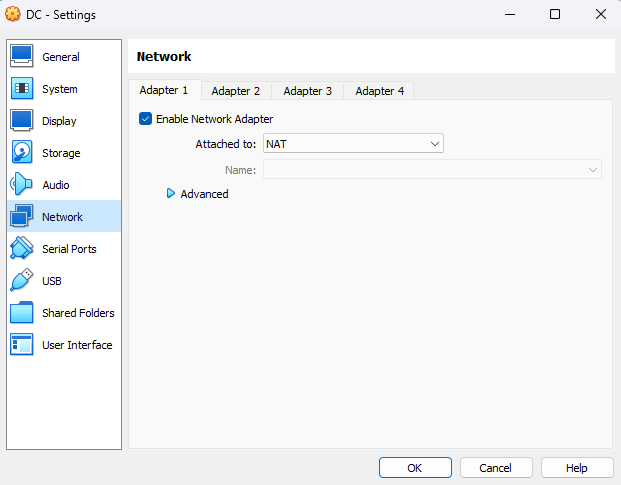 DC - Settings
General
System
Display
Storage
Audio
Network
Serial Ports
USB
Shared Folders
User Interface
Network
Adapter 1 Adapter 2 Adapter 3 Adapter 4
Enable Network Adapter
Attached to: NAT
Name:
Advanced
OK Cancel Help